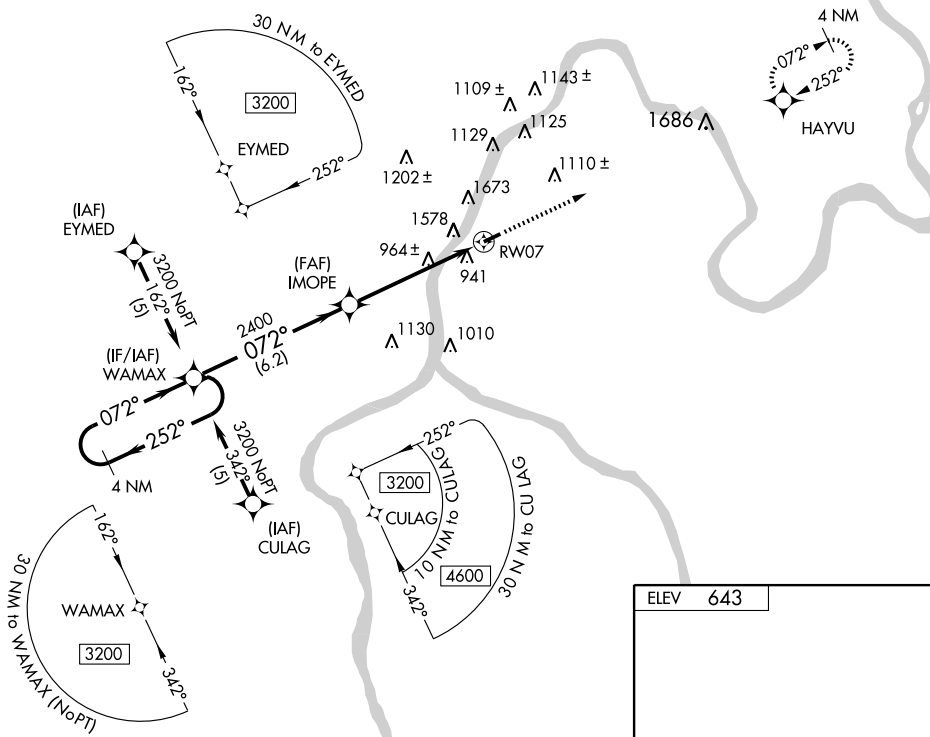 30 NM to EYMED
162°
3200
EYMED
252°
4 NM
072°
252°
HAYVU
1109 ±
1143 ±
1129
1125
1686
1202 ±
1110 ±
1673
1578
964 ±
941
RW07
(IAF)
EYMED
3200 NoPT
162°
(5)
(FAF)
IMOPE
2400
072°
(6.2)
1130
1010
(IF/IAF)
WAMAX
072°
252°
4 NM
3200 NoPT
342°
(5)
(IAF)
CULAG
252°
3200
CULAG
10 NM to CULAG
4600
30 NM to CULAG
342°
162°
WAMAX
3200
342°
30 NM to WAMAX (NoPT)
ELEV 643